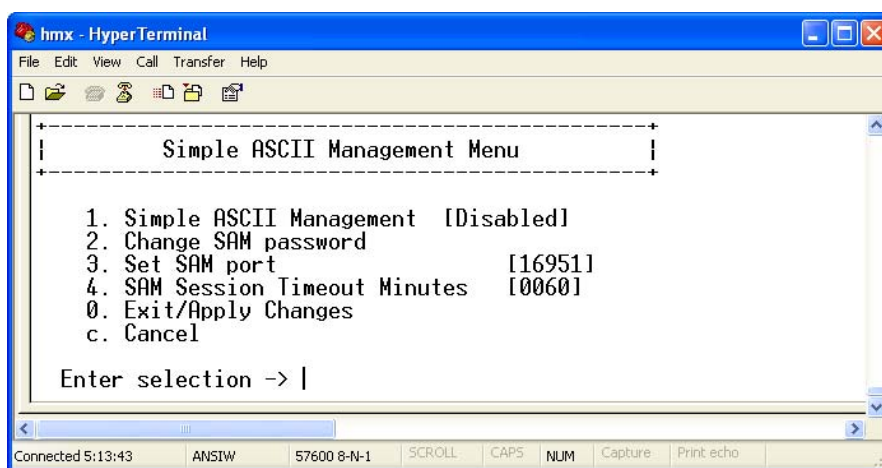 hmx - HyperTerminal
File Edit View Call Transfer Help
Simple ASCII Management Menu
1. Simple ASCII Management [Disabled]
2. Change SAM password
3. Set SAM port [16951]
4. SAM Session Timeout Minutes [0060]
0. Exit/Apply Changes
c. Cancel
Enter selection ->
Connected 5:13:43 ANSIW 57600 8-N-1 SCROLL CAPS NUM Capture Print echo